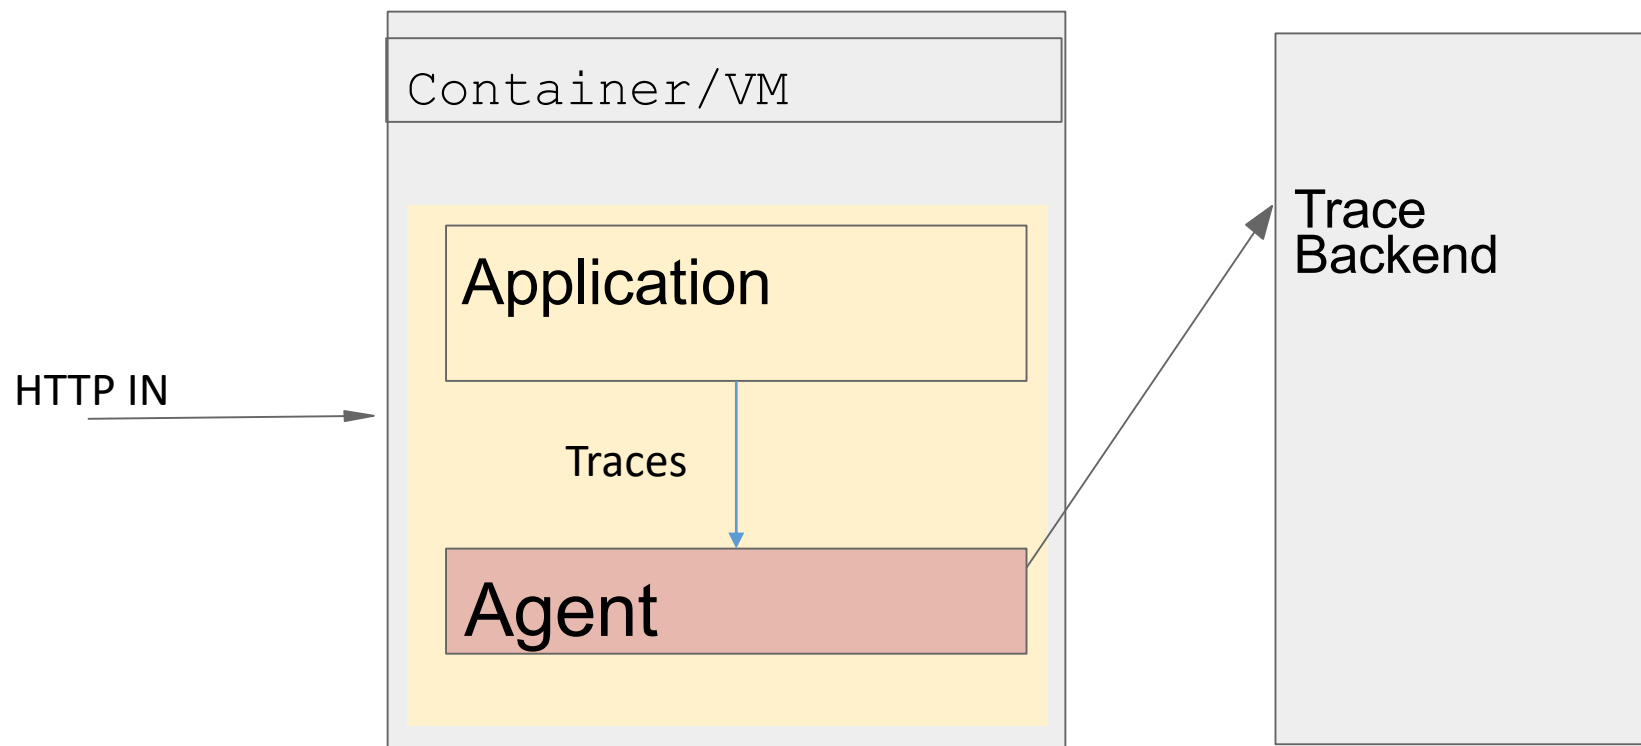 Container/VM
Trace
Backend
Application
HTTP IN
Traces
Agent